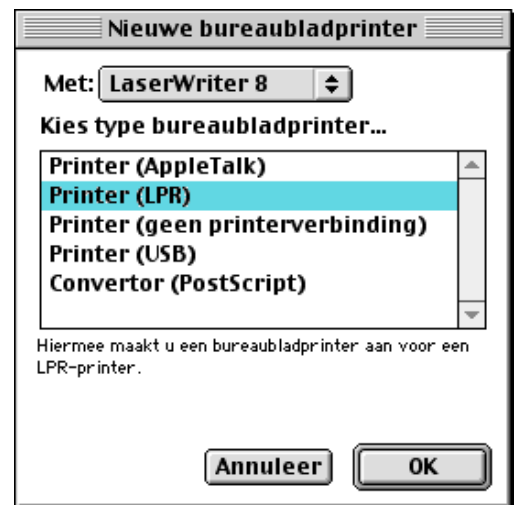 Nieuwe bureaubladprinter
Met: LaserWriter 8
Kies type bureaubladprinter...
Printer (AppleTalk)
Printer (LPR)
Printer (geen printerverbinding)
Printer (USB)
Convertor (PostScript)
Hiermee maakt u een bureaubladprinter aan voor een
LPR-printer.
Annuleer OK